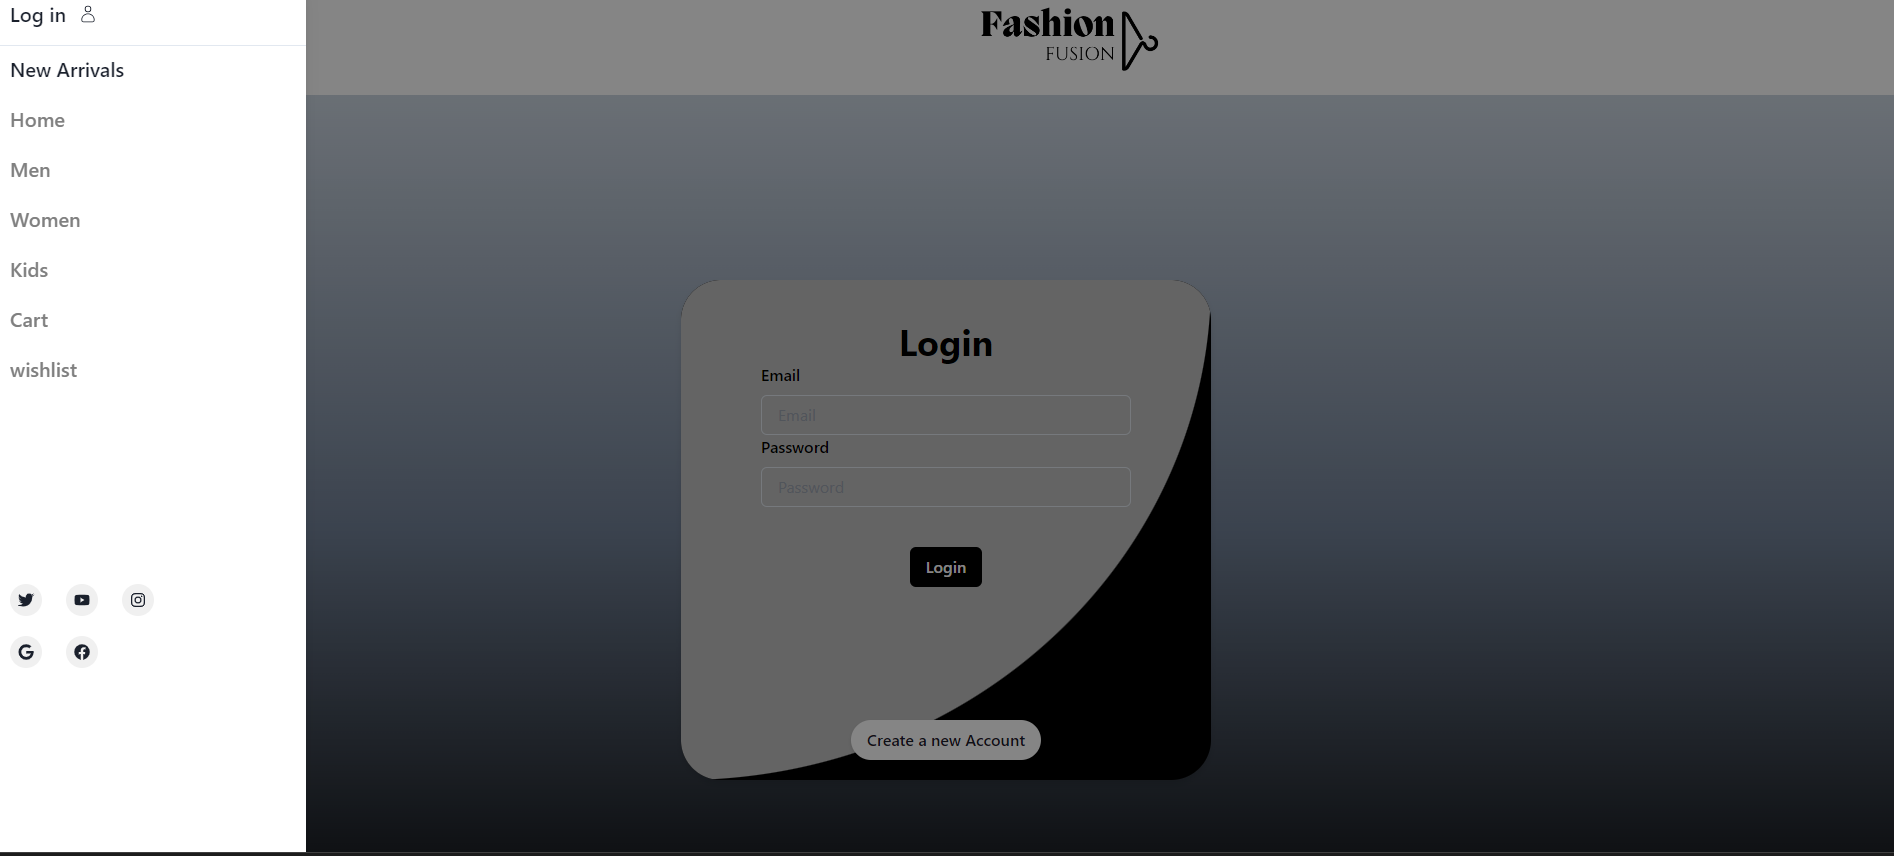 Log in
New Arrivals
Home
Men
Women
Kids
Cart
wishlist
Fashion
FUSION
Login
Email
Email
Password
Password
Login
Create a new Account